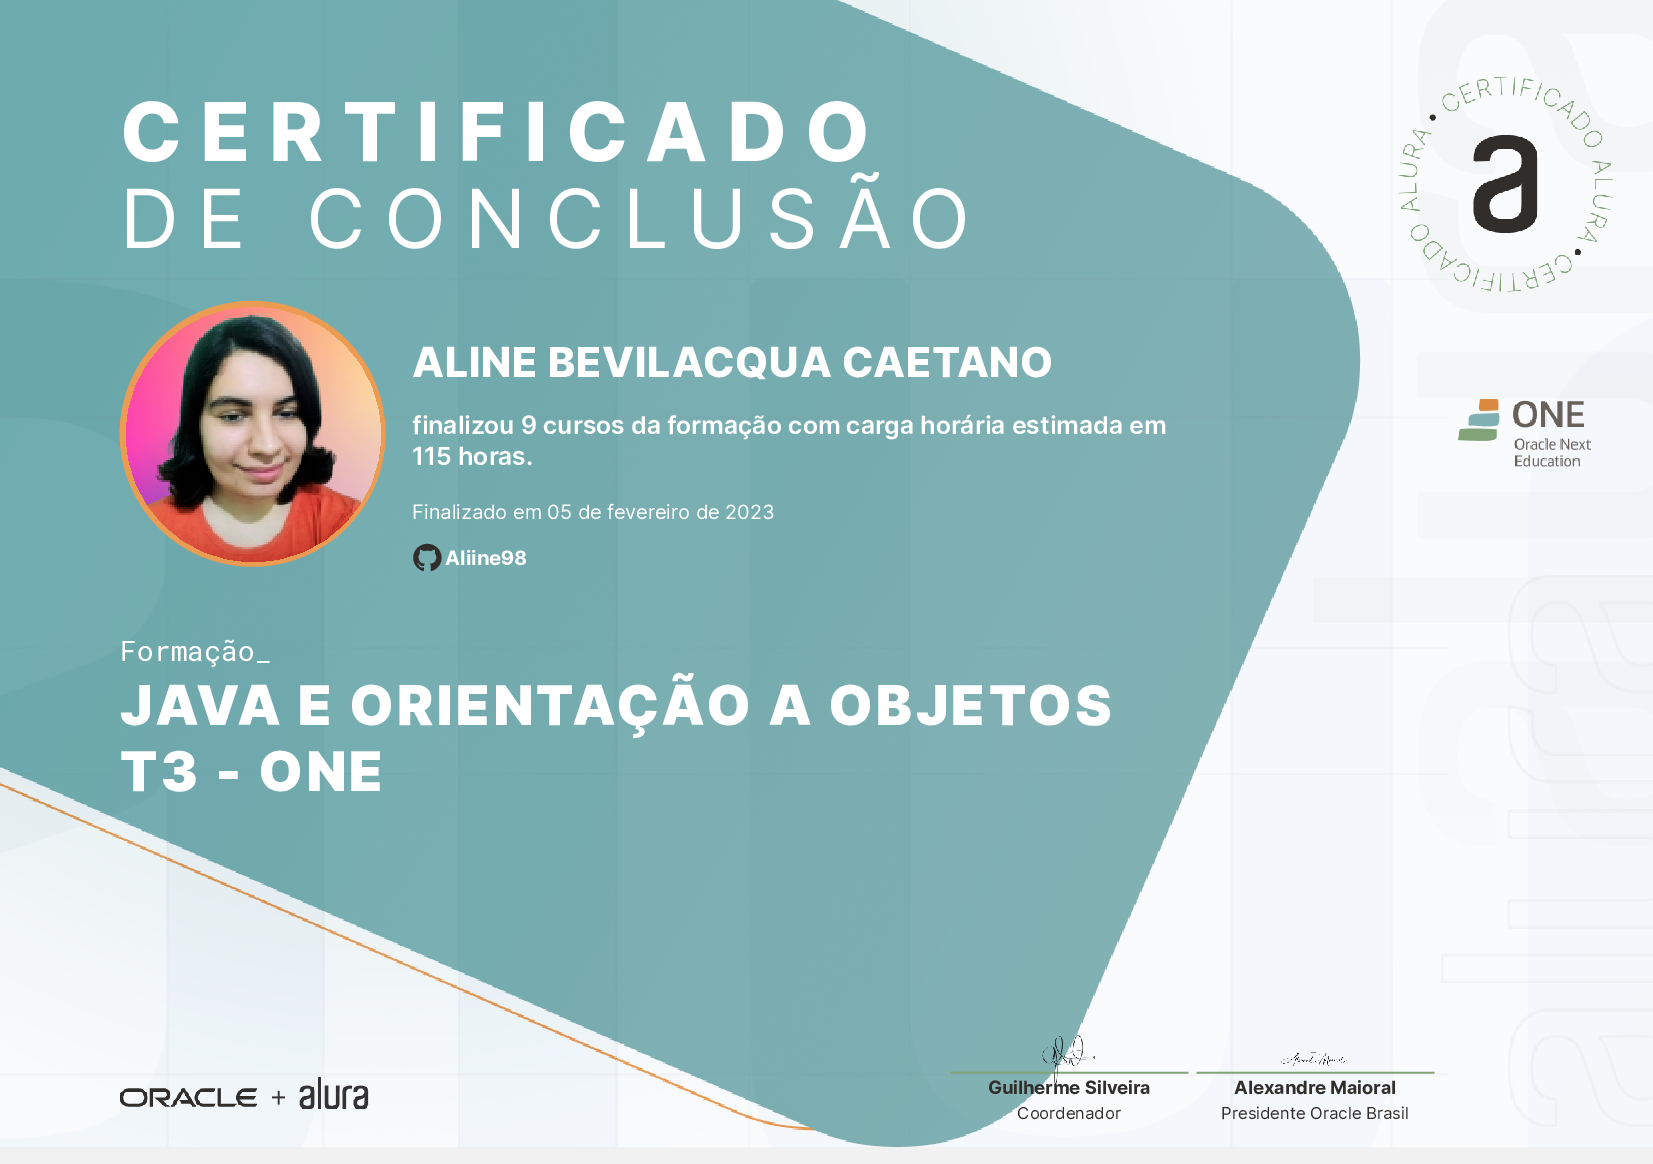 CERTIFICADO
DE CONCLUSÃO
CERTIFICADO ALURA • CERTIFICADO ALURA •
a
ALINE BEVILACQUA CAETANO
finalizou 9 cursos da formação com carga horária estimada em
115 horas.
Finalizado em 05 de fevereiro de 2023
Aliine98
ONE
Oracle Next
Education
Formação_
JAVA E ORIENTAÇÃO A OBJETOS
T3 - ONE
ORACLE + alura
Guilherme Silveira
Coordenador
Alexandre Maioral
Presidente Oracle Brasil
alura